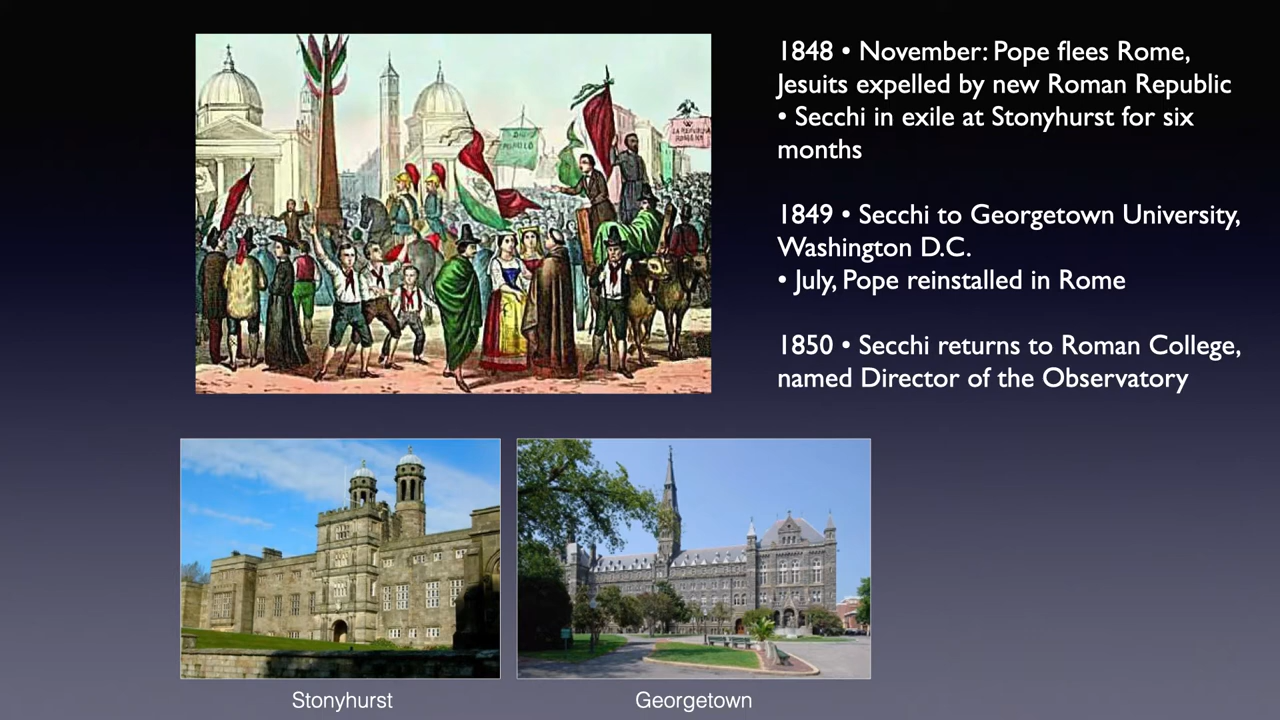 1848 • November: Pope flees Rome,
Jesuits expelled by new Roman Republic
• Secchi in exile at Stonyhurst for six
months
1849 • Secchi to Georgetown University,
Washington D.C.
• July, Pope reinstalled in Rome
1850 • Secchi returns to Roman College,
named Director of the Observatory
Stonyhurst
Georgetown